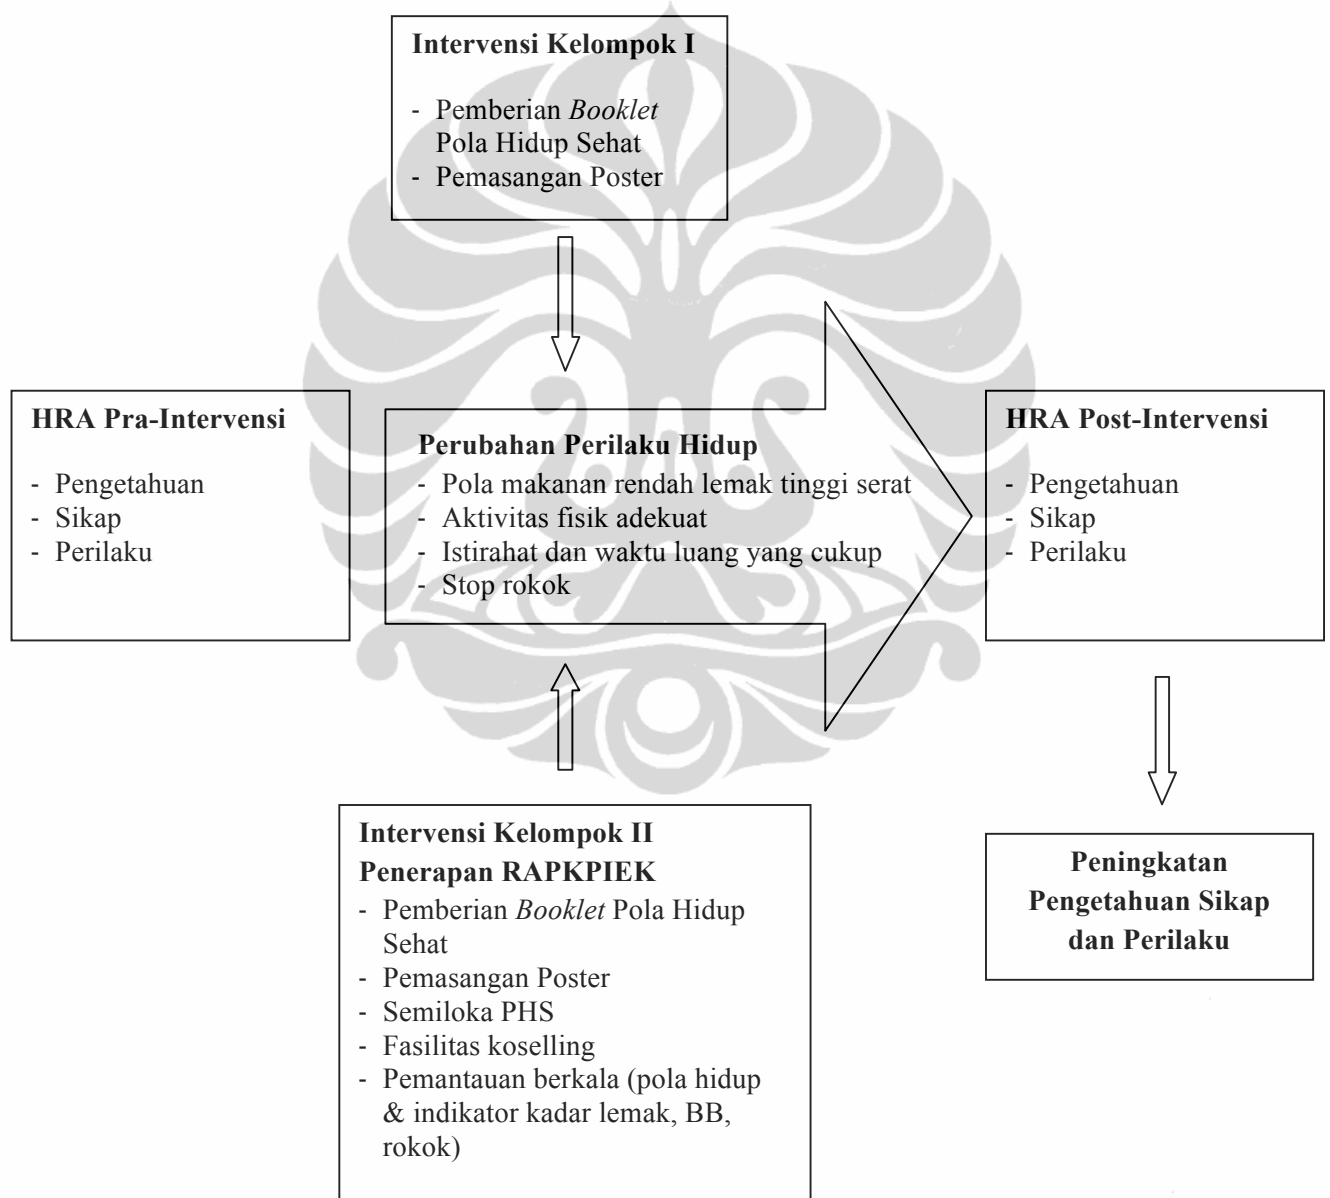 Intervensi Kelompok I
- Pemberian Booklet
Pola Hidup Sehat
- Pemasangan Poster
HRA Pra-Intervensi
- Pengetahuan
- Sikap
- Perilaku
Perubahan Perilaku Hidup
- Pola makanan rendah lemak tinggi serat
- Aktivitas fisik adekuat
- Istirahat dan waktu luang yang cukup
- Stop rokok
HRA Post-Intervensi
- Pengetahuan
- Sikap
- Perilaku
Intervensi Kelompok II
Penerapan RAPKPIEK
- Pemberian Booklet Pola Hidup
Sehat
- Pemasangan Poster
- Semiloka PHS
- Fasilitas koselling
- Pemantauan berkala (pola hidup
& indikator kadar lemak, BB,
rokok)
Peningkatan
Pengetahuan Sikap
dan Perilaku